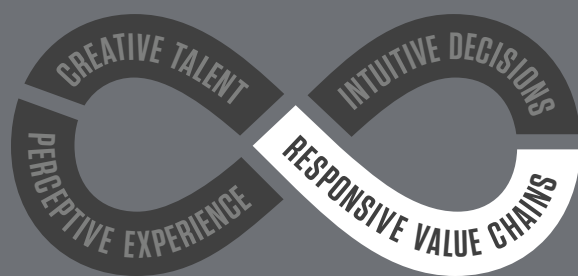 CREATIVE TALENT
INTUITIVE DECISIONS
PERCEPTIVE EXPERIENCE
RESPONSIVE VALUE CHAINS